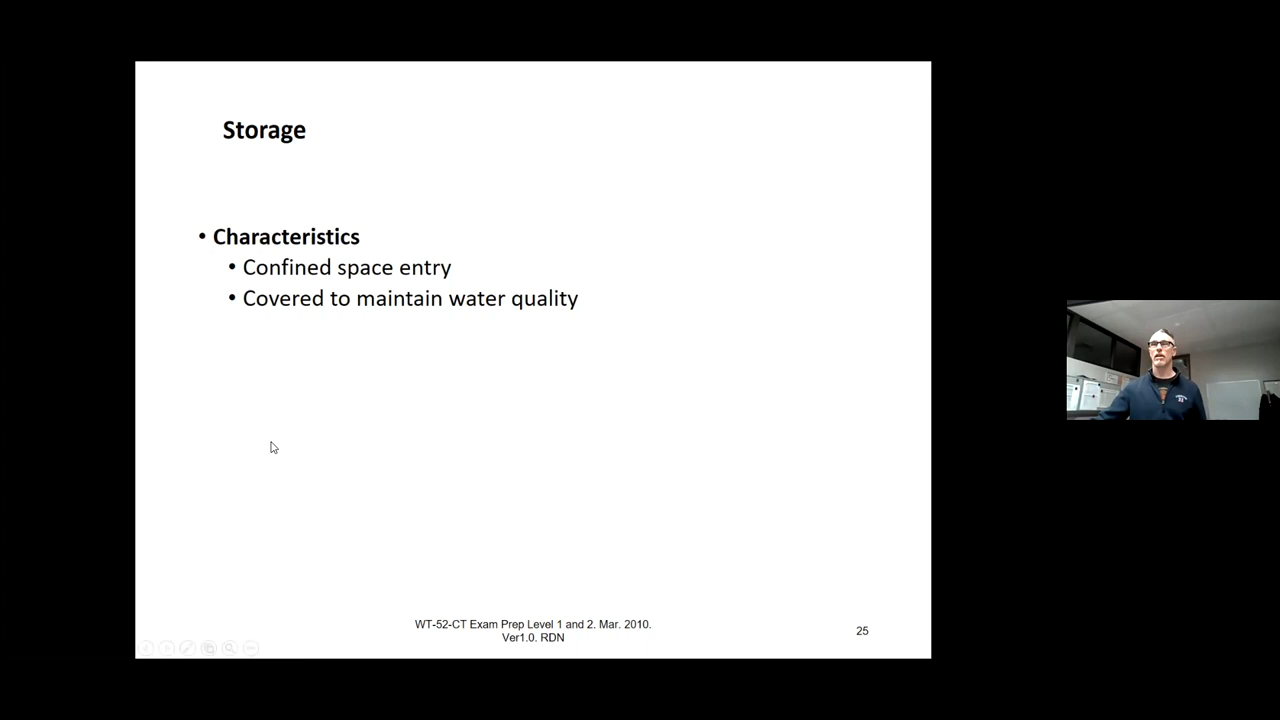 Storage
• Characteristics
• Confined space entry
• Covered to maintain water quality
WT-52-CT Exam Prep Level 1 and 2. Mar. 2010.
Ver1.0. RDN
25